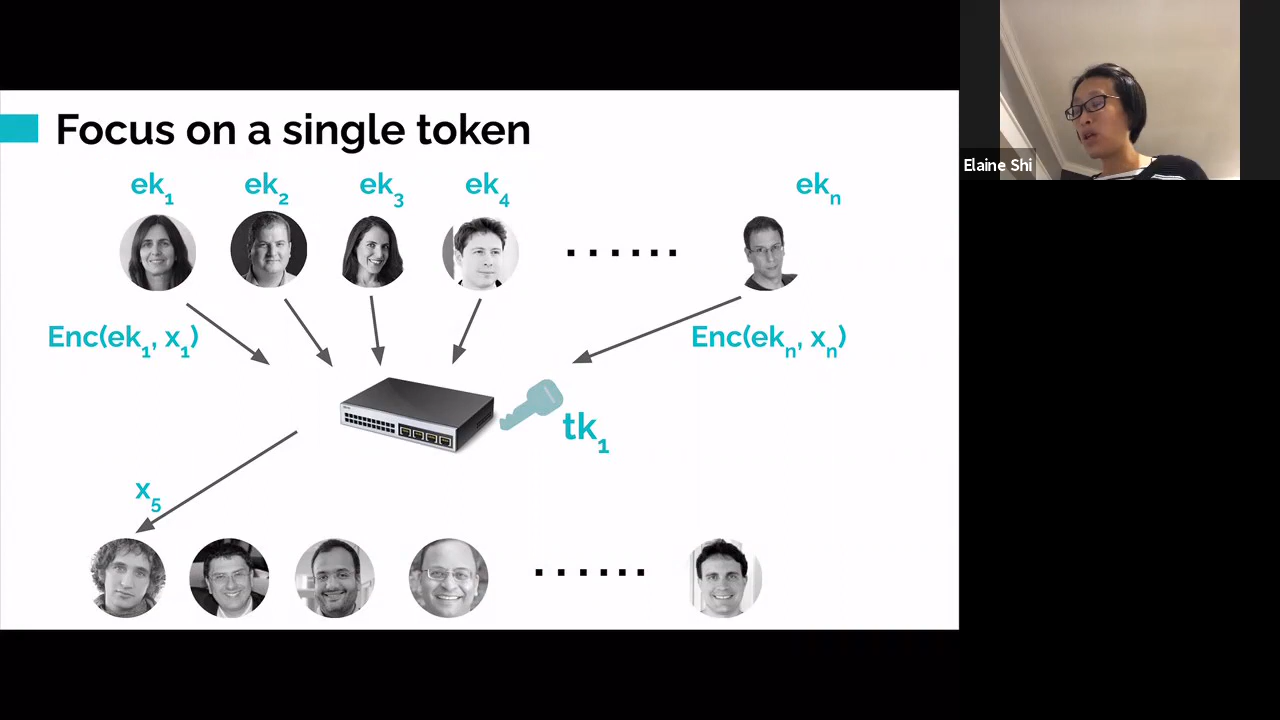 Focus on a single token
ek1 ek2 ek3 ek4 ...... ekn
Enc(ek1, x1) Enc(ekn, xn)
tk1
x5
......
Elaine Shi